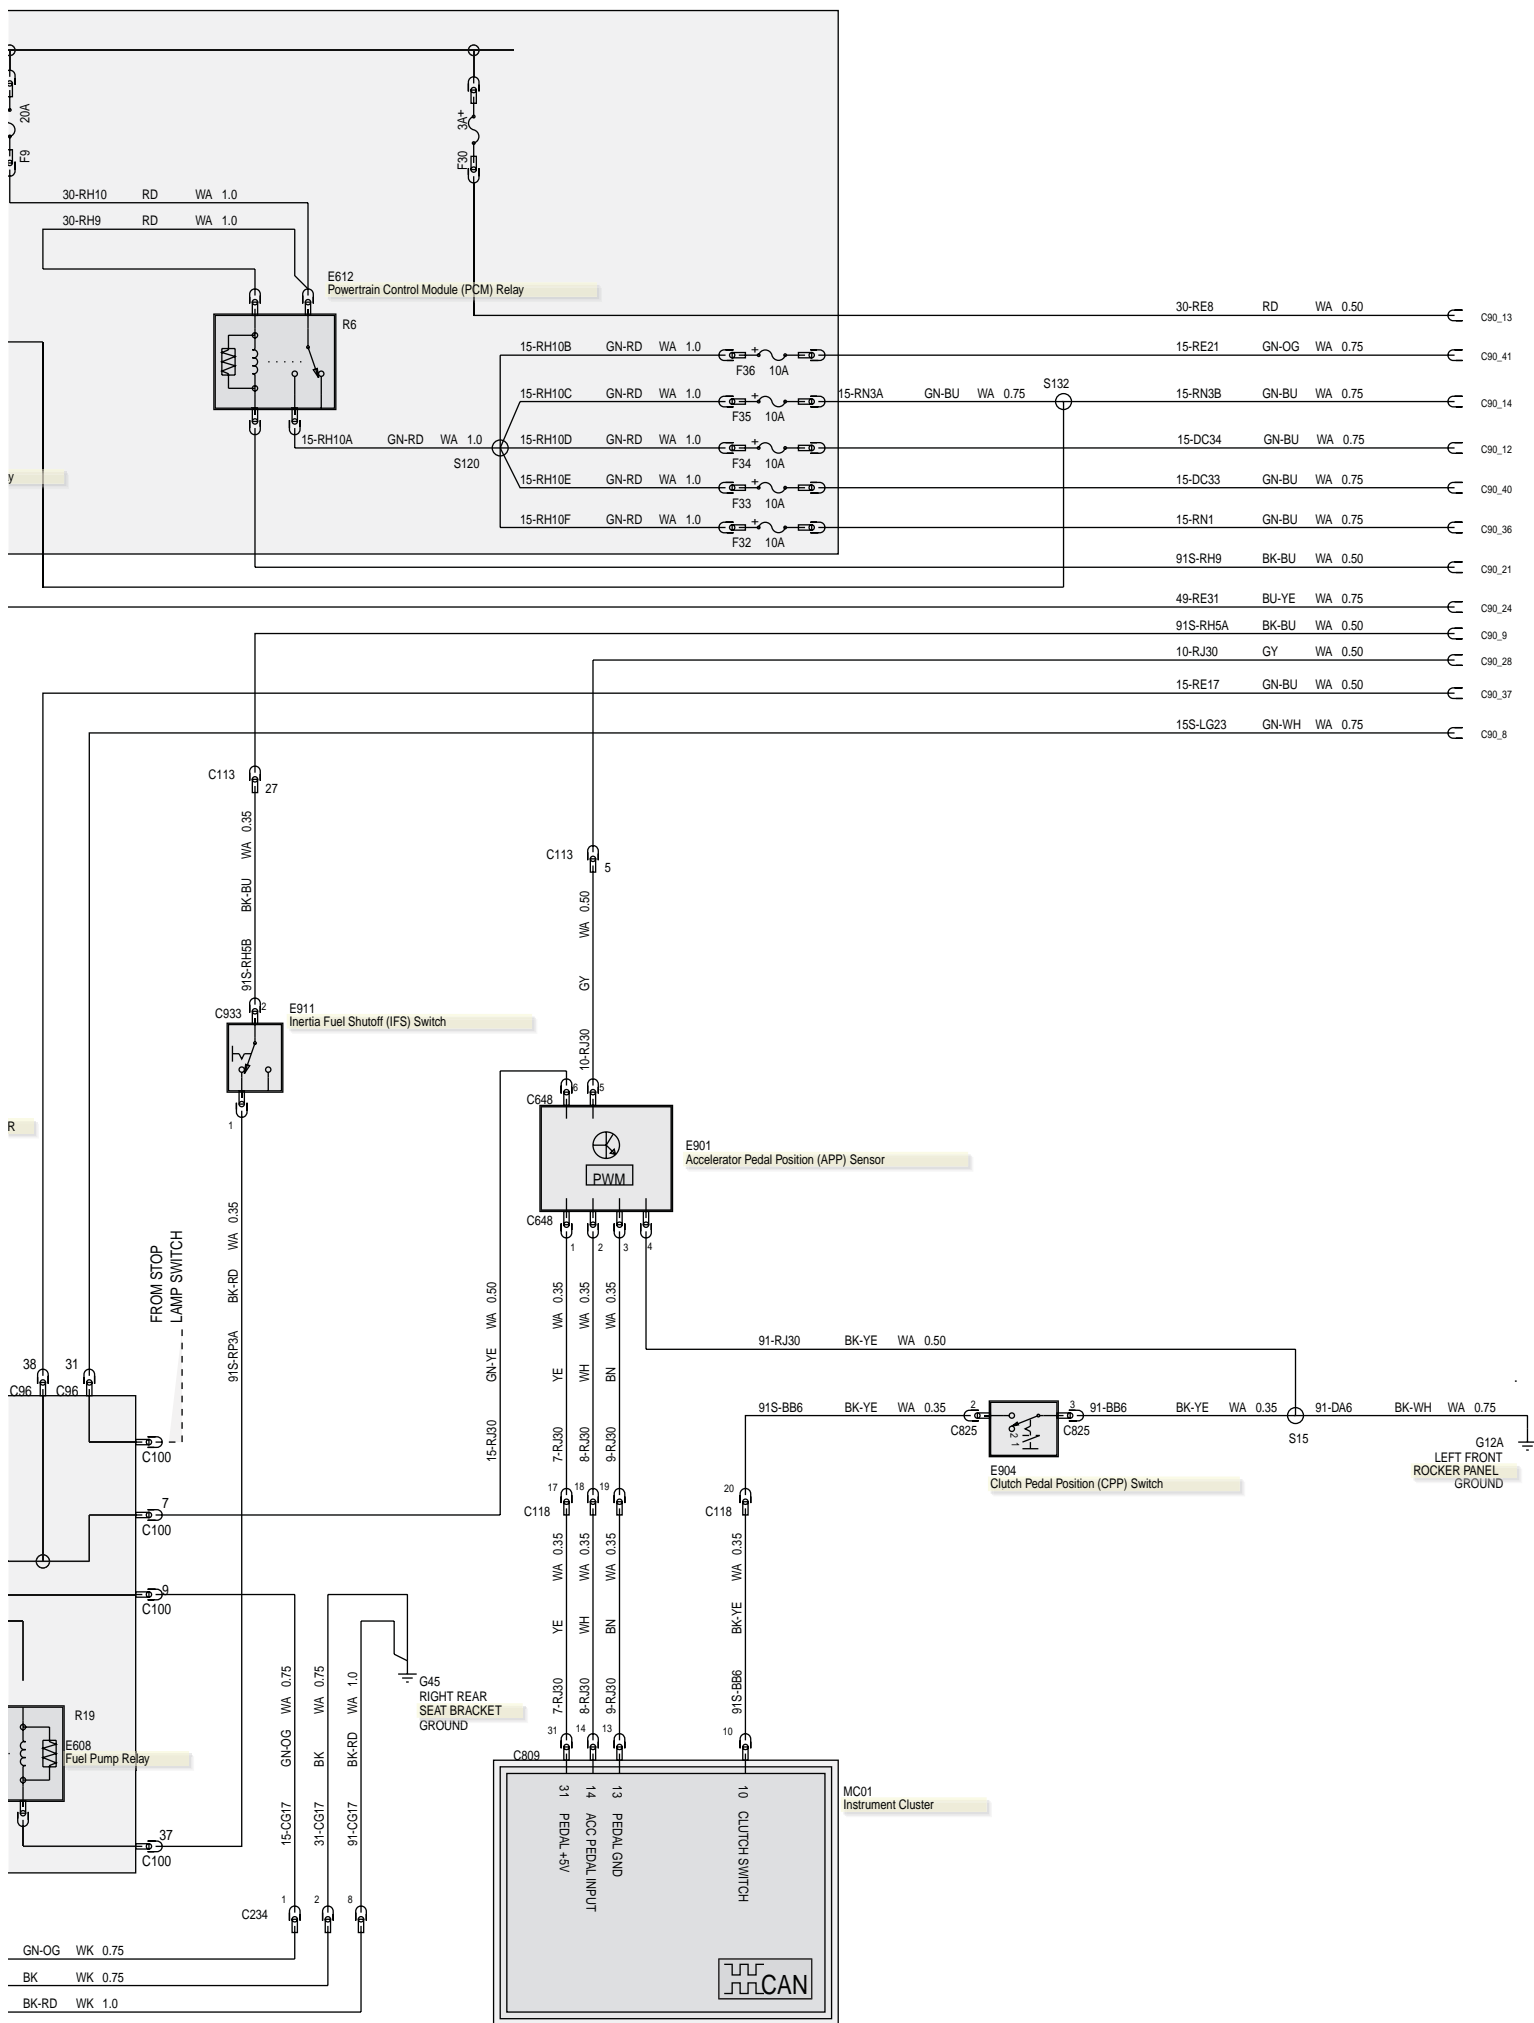 20A
F9
3A+
F30
30-RH10 RD WA 1.0
30-RH9 RD WA 1.0
E612
Powertrain Control Module (PCM) Relay
R6
30-RE8 RD WA 0.50 C90_13
15-RH10B GN-RD WA 1.0
+
F36 10A
15-RE21 GN-OG WA 0.75 C90_41
15-RH10C GN-RD WA 1.0
+
F35 10A
15-RN3A GN-BU WA 0.75
S132
15-RN3B GN-BU WA 0.75 C90_14
15-RH10A GN-RD WA 1.0
S120
15-RH10D GN-RD WA 1.0
+
F34 10A
15-DC34 GN-BU WA 0.75 C90_12
y
15-RH10E GN-RD WA 1.0
+
F33 10A
15-DC33 GN-BU WA 0.75 C90_40
15-RH10F GN-RD WA 1.0
+
F32 10A
15-RN1 GN-BU WA 0.75 C90_36
91S-RH9 BK-BU WA 0.50 C90_21
49-RE31 BU-YE WA 0.75 C90_24
91S-RH5A BK-BU WA 0.50 C90_9
10-RJ30 GY WA 0.50 C90_28
15-RE17 GN-BU WA 0.50 C90_37
15S-LG23 GN-WH WA 0.75 C90_8
C113
27
91S-RH5B BK-BU WA 0.35
C113
5
10-RJ30 GY WA 0.50
C933
2
E911
Inertia Fuel Shutoff (IFS) Switch
1
R
C648
6
5
PWM
E901
Accelerator Pedal Position (APP) Sensor
C648
1
2
3
4
91S-RP3A BK-RD WA 0.35
FROM STOP
LAMP SWITCH
15-RJ30 GN-YE WA 0.50
7-RJ30 YE WA 0.35
8-RJ30 WH WA 0.35
9-RJ30 BN WA 0.35
91-RJ30 BK-YE WA 0.50
38
31
C96
C96
C100
91S-BB6 BK-YE WA 0.35
2
C825
2 1
3
C825
91-BB6 BK-YE WA 0.35
S15
91-DA6 BK-WH WA 0.75
G12A
LEFT FRONT
ROCKER PANEL
GROUND
E904
Clutch Pedal Position (CPP) Switch
7
C100
17
18
19
C118
20
C118
9
C100
7-RJ30 YE WA 0.35
8-RJ30 WH WA 0.35
9-RJ30 BN WA 0.35
91S-BB6 BK-YE WA 0.35
15-CG17 GN-OG WA 0.75
31-CG17 BK WA 0.75
91-CG17 BK-RD WA 1.0
G45
RIGHT REAR
SEAT BRACKET
GROUND
R19
E608
Fuel Pump Relay
37
C100
31
14
13
10
C809
31 PEDAL +5V
14 ACC PEDAL INPUT
13 PEDAL GND
10 CLUTCH SWITCH
MC01
Instrument Cluster
C234
1
2
8
GN-OG WK 0.75
BK WK 0.75
BK-RD WK 1.0
CAN